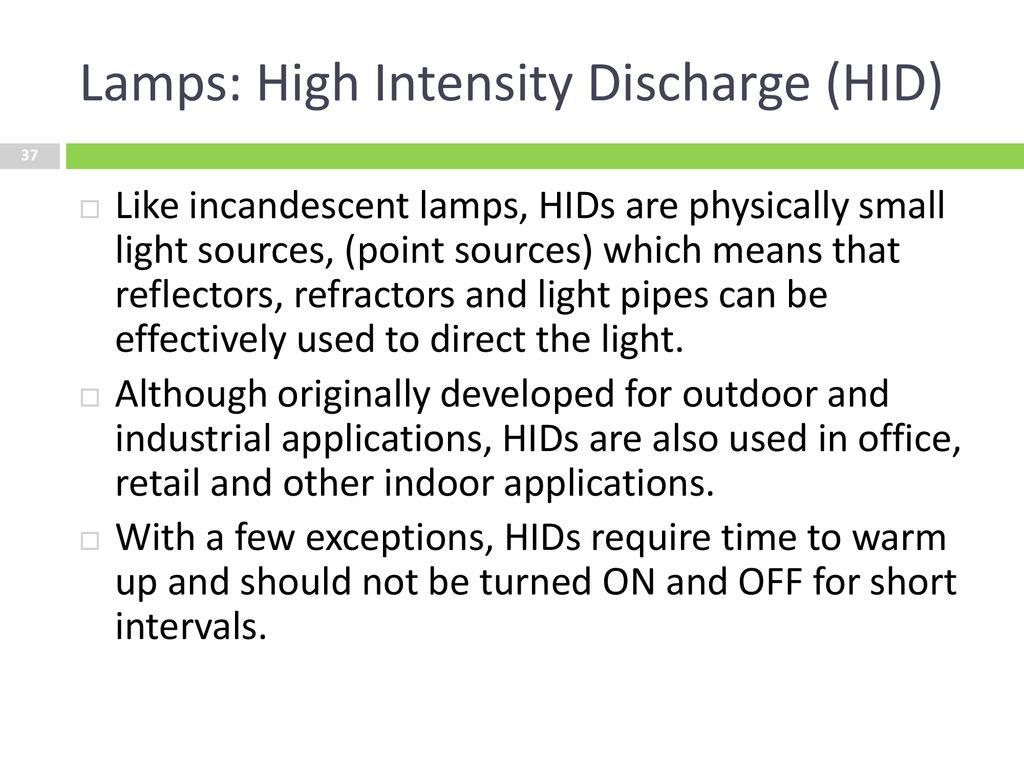 Lamps: High Intensity Discharge (HID)
37
Like incandescent lamps, HIDs are physically small
light sources, (point sources) which means that
reflectors, refractors and light pipes can be
effectively used to direct the light.
Although originally developed for outdoor and
industrial applications, HIDs are also used in office,
retail and other indoor applications.
With a few exceptions, HIDs require time to warm
up and should not be turned ON and OFF for short
intervals.